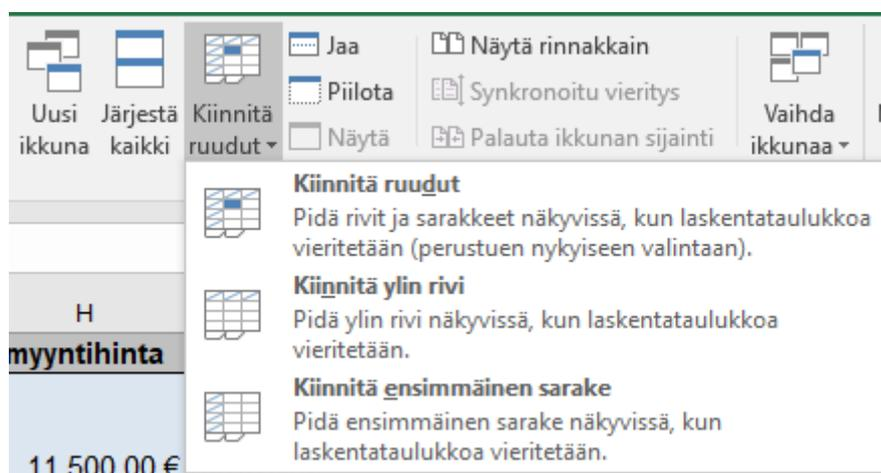 Uusi ikkuna
Järjestä kaikki
Kiinnitä ruudut
Jaa
Piilota
Näytä
Näytä rinnakkain
Synkronoitu vieritys
Palauta ikkunan sijainti
Vaihda ikkunaa
Kiinnitä ruudut
Pidä rivit ja sarakkeet näkyvissä, kun laskentataulukkoa
vieritetään (perustuen nykyiseen valintaan).
Kiinnitä ylin rivi
Pidä ylin rivi näkyvissä, kun laskentataulukkoa
vieritetään.
Kiinnitä ensimmäinen sarake
Pidä ensimmäinen sarake näkyvissä, kun
laskentataulukkoa vieritetään.
H
myyntihinta
11 500,00 €